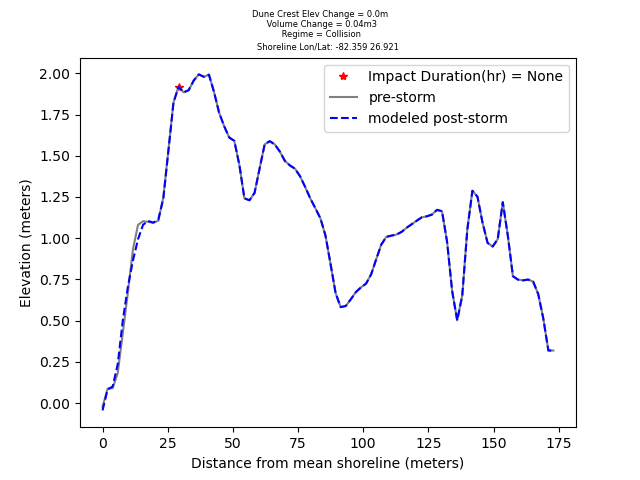 Dune Crest Elev Change = 0.0m
Volume Change = 0.04m3
Regime = Collision
Shoreline Lon/Lat: -82.359 26.921
Impact Duration(hr) = None
pre-storm
modeled post-storm
2.00
1.75
1.50
1.25
1.00
0.75
0.50
0.25
0.00
Elevation (meters)
0 25 50 75 100 125 150 175
Distance from mean shoreline (meters)